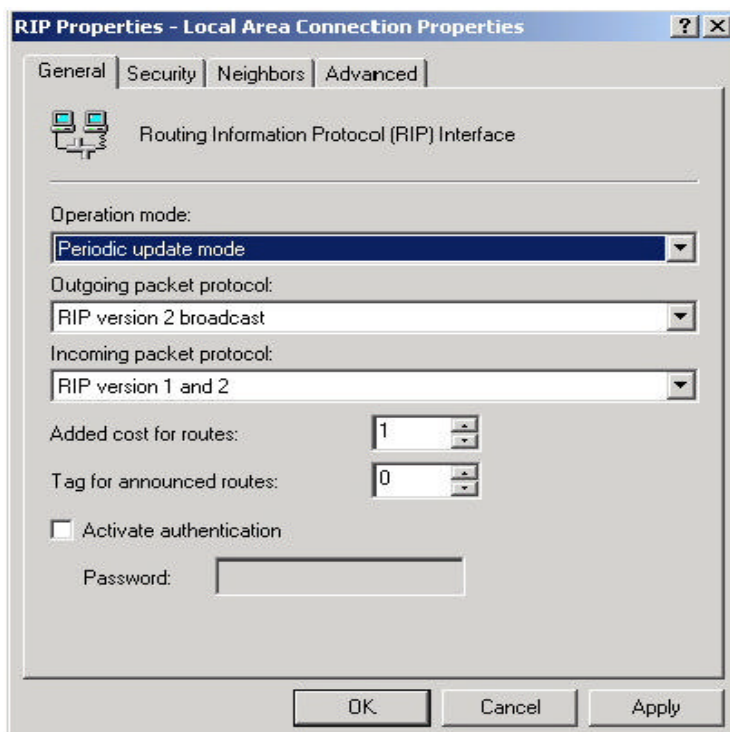 RIP Properties - Local Area Connection Properties
General Security Neighbors Advanced
Routing Information Protocol (RIP) Interface
Operation mode:
Periodic update mode
Outgoing packet protocol:
RIP version 2 broadcast
Incoming packet protocol:
RIP version 1 and 2
Added cost for routes: 1
Tag for announced routes: 0
Activate authentication
Password:
OK Cancel Apply